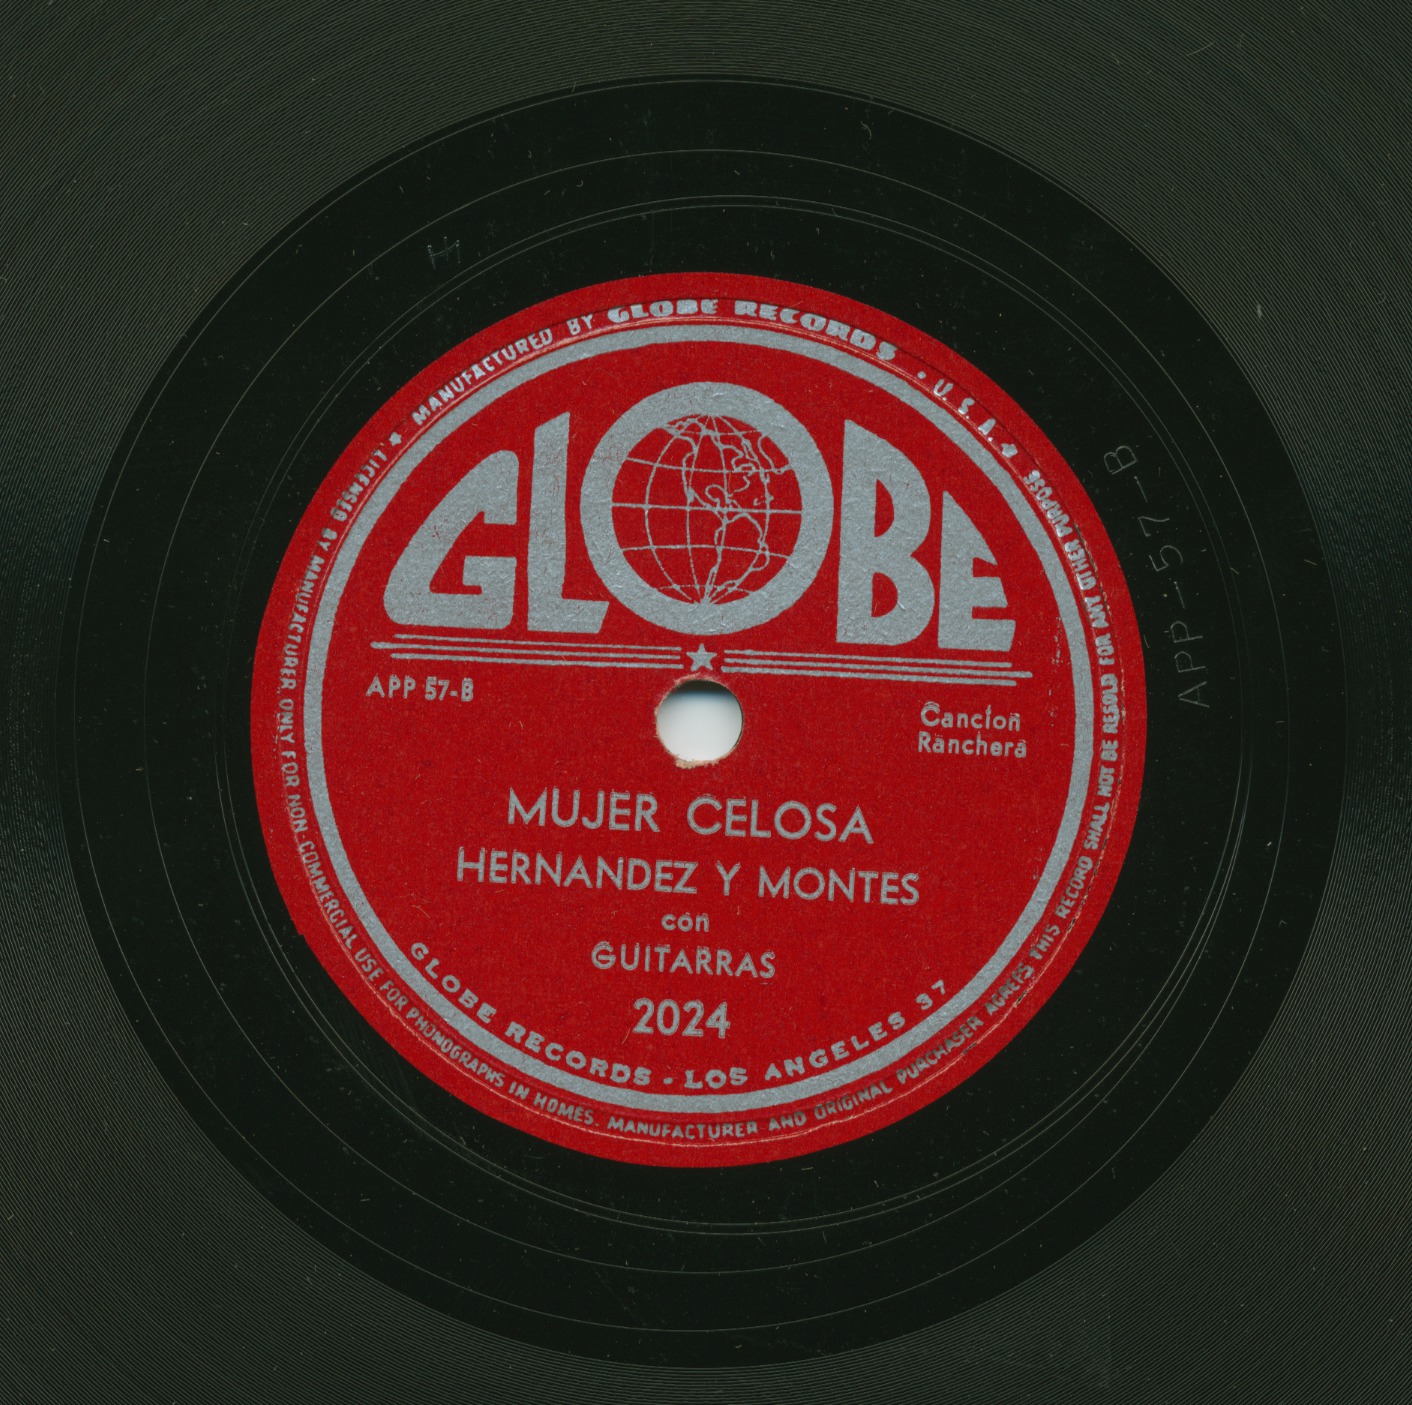 MANUFACTURED BY GLOBE RECORDS • U. S. A. ★ LICENSED BY MANUFACTURER ONLY FOR NON-COMMERCIAL USE FOR PHONOGRAPHS IN HOMES. MANUFACTURER AND ORIGINAL PURCHASER AGREES THIS RECORD SHALL NOT BE RESOLD FOR ANY OTHER PURPOSE ★
GLOBE
APP 57-B
Cancion
Ranchera
MUJER CELOSA
HERNANDEZ Y MONTES
con
GUITARRAS
2024
GLOBE RECORDS - LOS ANGELES 37
APP-57-B